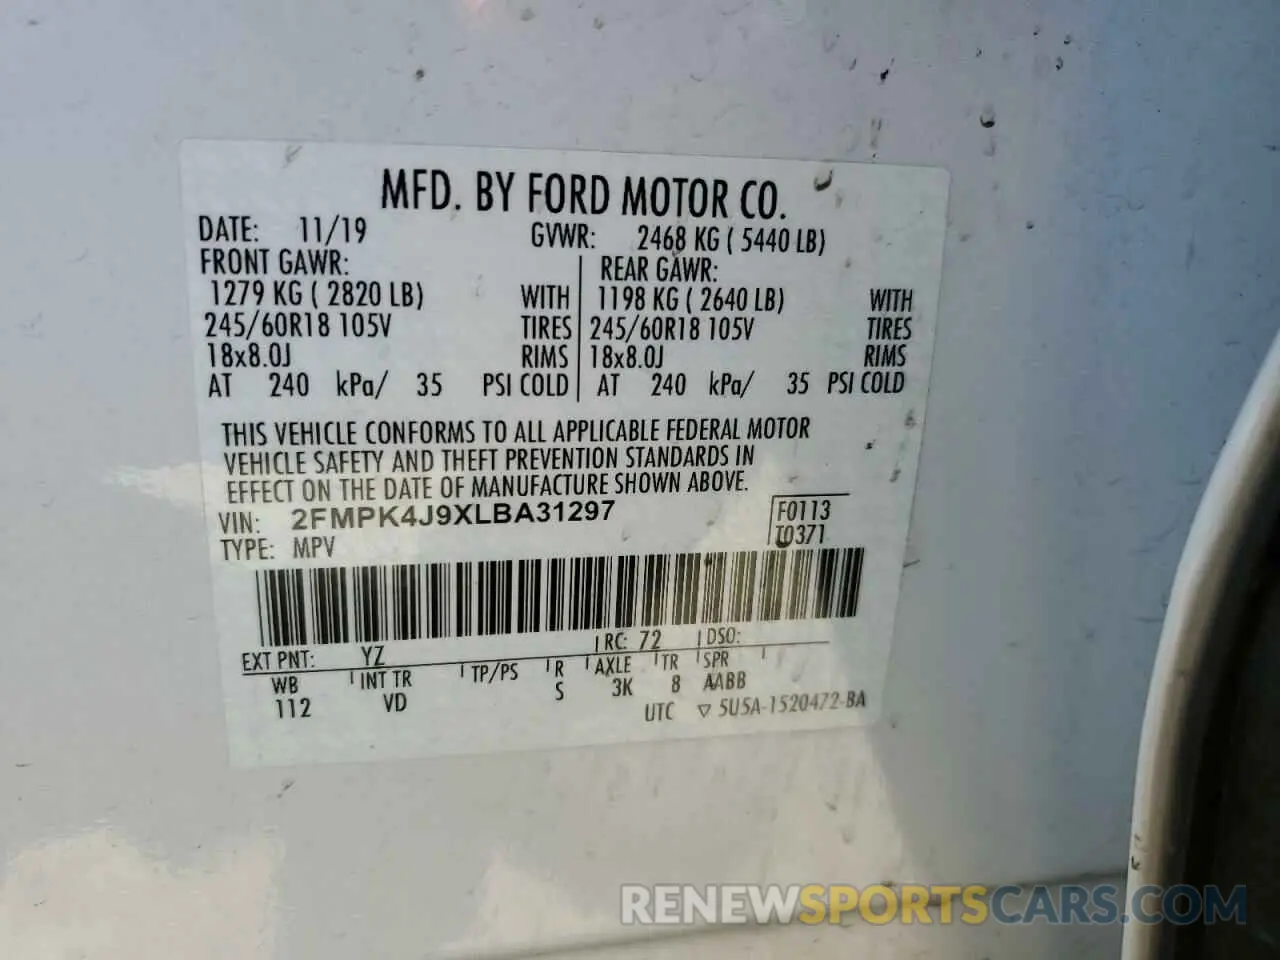 MFD. BY FORD MOTOR CO.
DATE: 11/19 GVWR: 2468 KG ( 5440 LB)
FRONT GAWR: REAR GAWR:
1279 KG ( 2820 LB) WITH 1198 KG ( 2640 LB) WITH
245/60R18 105V TIRES 245/60R18 105V TIRES
18x8.0J RIMS 18x8.0J RIMS
AT 240 kPa/ 35 PSI COLD AT 240 kPa/ 35 PSI COLD
THIS VEHICLE CONFORMS TO ALL APPLICABLE FEDERAL MOTOR
VEHICLE SAFETY AND THEFT PREVENTION STANDARDS IN
EFFECT ON THE DATE OF MANUFACTURE SHOWN ABOVE.
VIN: 2FMPK4J9XLBA31297 F0113
TYPE: MPV T0371
EXT PNT: YZ RC: 72 DSO:
WB INT TR TP/PS R AXLE TR SPR
112 VD S 3K 8 AABB
UTC ▽ 5U5A-1520472-BA
RENEWSPORTSCARS.COM